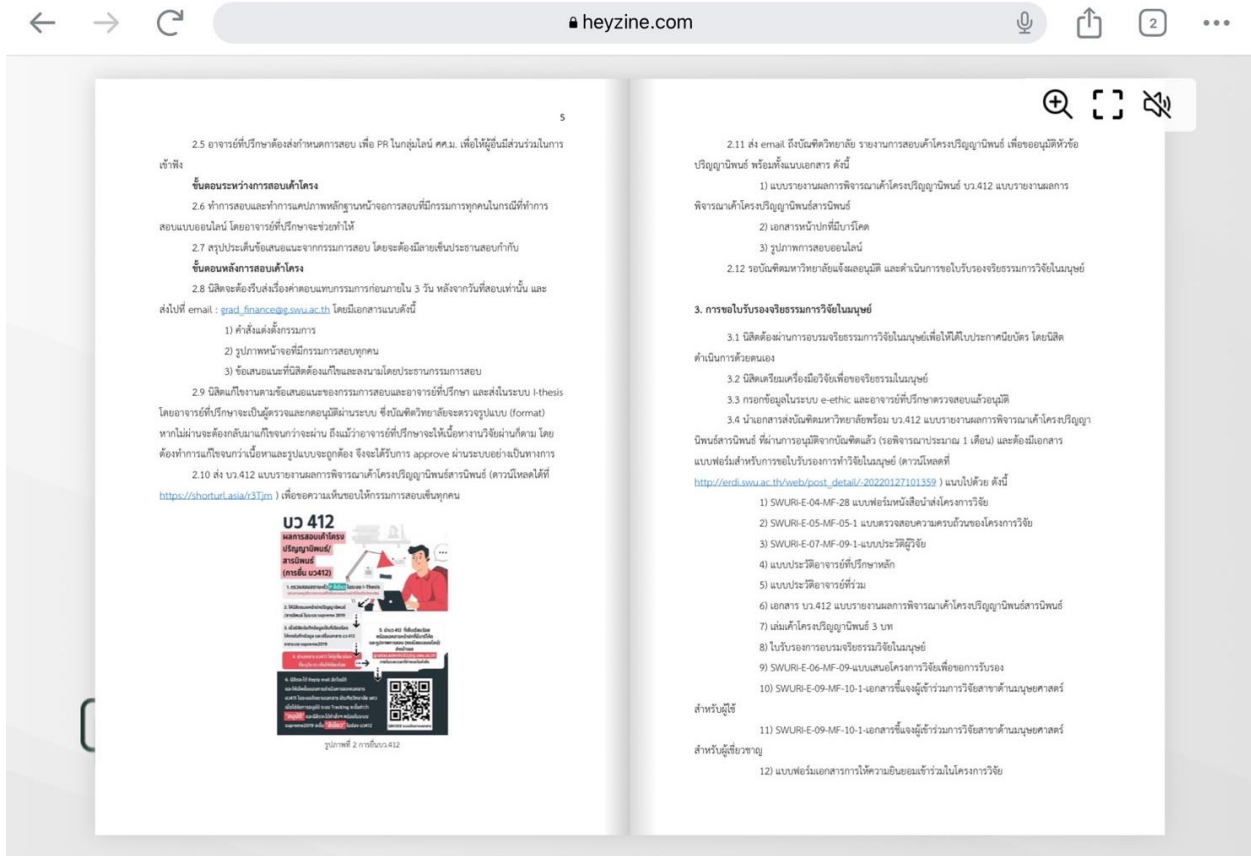 heyzine.com
2
5
2.5 อาจารย์ที่ปรึกษาต้องส่งกำหนดการสอบ เพื่อ PR ในกลุ่มไลน์ ศศ.ม. เพื่อให้ผู้อื่นมีส่วนร่วมในการ
เข้าฟัง
ขั้นตอนระหว่างการสอบเค้าโครง
2.6 ทำการสอบและทำการแคปภาพหลักฐานหน้าจอการสอบที่มีกรรมการทุกคนในกรณีที่ทำการ
สอบแบบออนไลน์ โดยอาจารย์ที่ปรึกษาจะช่วยทำให้
2.7 สรุปประเด็นข้อเสนอแนะจากกรรมการสอบ โดยจะต้องมีลายเซ็นประธานสอบกำกับ
ขั้นตอนหลังการสอบเค้าโครง
2.8 นิสิตจะต้องรีบส่งเรื่องค่าตอบแทบกรรมการก่อนภายใน 3 วัน หลังจากวันที่สอบเท่านั้น และ
ส่งไปที่ email : grad_finance@g.swu.ac.th โดยมีเอกสารแนบดังนี้
1) คำสั่งแต่งตั้งกรรมการ
2) รูปภาพหน้าจอที่มีกรรมการสอบทุกคน
3) ข้อเสนอแนะที่นิสิตต้องแก้ไขและลงนามโดยประธานกรรมการสอบ
2.9 นิสิตแก้ไขงานตามข้อเสนอแนะของกรรมการสอบและอาจารย์ที่ปรึกษา และส่งในระบบ I-thesis
โดยอาจารย์ที่ปรึกษาจะเป็นผู้ตรวจและกดอนุมัติผ่านระบบ ซึ่งบัณฑิตวิทยาลัยจะตรวจรูปแบบ (format)
หากไม่ผ่านจะต้องกลับมาแก้ไขจนกว่าจะผ่าน ถึงแม้ว่าอาจารย์ที่ปรึกษาจะให้เนื้อหางานวิจัยผ่านก็ตาม โดย
ต้องทำการแก้ไขจนกว่าเนื้อหาและรูปแบบจะถูกต้อง จึงจะได้รับการ approve ผ่านระบบอย่างเป็นทางการ
2.10 ส่ง บว.412 แบบรายงานผลการพิจารณาเค้าโครงปริญญานิพนธ์สารนิพนธ์ (ดาวน์โหลดได้ที่
https://shorturl.asia/r3Tjm ) เพื่อขอความเห็นชอบให้กรรมการสอบเซ็นทุกคน
บว 412
ผลการสอบเค้าโครง
ปริญญานิพนธ์/
สารนิพนธ์
(การยื่น บว412)
รูปภาพที่ 2 การยื่นบว.412
2.11 ส่ง email ถึงบัณฑิตวิทยาลัย รายงานการสอบเค้าโครงปริญญานิพนธ์ เพื่อขออนุมัติหัวข้อ
ปริญญานิพนธ์ พร้อมทั้งแนบเอกสาร ดังนี้
1) แบบรายงานผลการพิจารณาเค้าโครงปริญญานิพนธ์ บว.412 แบบรายงานผลการ
พิจารณาเค้าโครงปริญญานิพนธ์สารนิพนธ์
2) เอกสารหน้าปกที่มีบาร์โคด
3) รูปภาพการสอบออนไลน์
2.12 รอบัณฑิตมหาวิทยาลัยแจ้งผลอนุมัติ และดำเนินการขอใบรับรองจริยธรรมการวิจัยในมนุษย์
3. การขอใบรับรองจริยธรรมการวิจัยในมนุษย์
3.1 นิสิตต้องผ่านการอบรมจริยธรรมการวิจัยในมนุษย์เพื่อให้ได้ใบประกาศนียบัตร โดยนิสิต
ดำเนินการด้วยตนเอง
3.2 นิสิตเตรียมเครื่องมือวิจัยเพื่อขอจริยธรรมในมนุษย์
3.3 กรอกข้อมูลในระบบ e-ethic และอาจารย์ที่ปรึกษาตรวจสอบแล้วอนุมัติ
3.4 นำเอกสารส่งบัณฑิตมหาวิทยาลัยพร้อม บว.412 แบบรายงานผลการพิจารณาเค้าโครงปริญญา
นิพนธ์สารนิพนธ์ ที่ผ่านการอนุมัติจากบัณฑิตแล้ว (รอพิจารณาประมาณ 1 เดือน) และต้องมีเอกสาร
แบบฟอร์มสำหรับการขอใบรับรองการทำวิจัยในมนุษย์ (ดาวน์โหลดที่
http://erdi.swu.ac.th/web/post_detail/-20220127101359 ) แนบไปด้วย ดังนี้
1) SWURI-E-04-MF-28 แบบฟอร์มหนังสือนำส่งโครงการวิจัย
2) SWURI-E-05-MF-05-1 แบบตรวจสอบความครบถ้วนของโครงการวิจัย
3) SWURI-E-07-MF-09-1-แบบประวัติผู้วิจัย
4) แบบประวัติอาจารย์ที่ปรึกษาหลัก
5) แบบประวัติอาจารย์ที่ร่วม
6) เอกสาร บว.412 แบบรายงานผลการพิจารณาเค้าโครงปริญญานิพนธ์สารนิพนธ์
7) เล่มเค้าโครงปริญญานิพนธ์ 3 บท
8) ใบรับรองการอบรมจริยธรรมวิจัยในมนุษย์
9) SWURI-E-06-MF-09-แบบเสนอโครงการวิจัยเพื่อขอการรับรอง
10) SWURI-E-09-MF-10-1-เอกสารชี้แจงผู้เข้าร่วมการวิจัยสาขาด้านมนุษยศาสตร์
สำหรับผู้ใช้
11) SWURI-E-09-MF-10-1-เอกสารชี้แจงผู้เข้าร่วมการวิจัยสาขาด้านมนุษยศาสตร์
สำหรับผู้เชี่ยวชาญ
12) แบบฟอร์มเอกสารการให้ความยินยอมเข้าร่วมในโครงการวิจัย